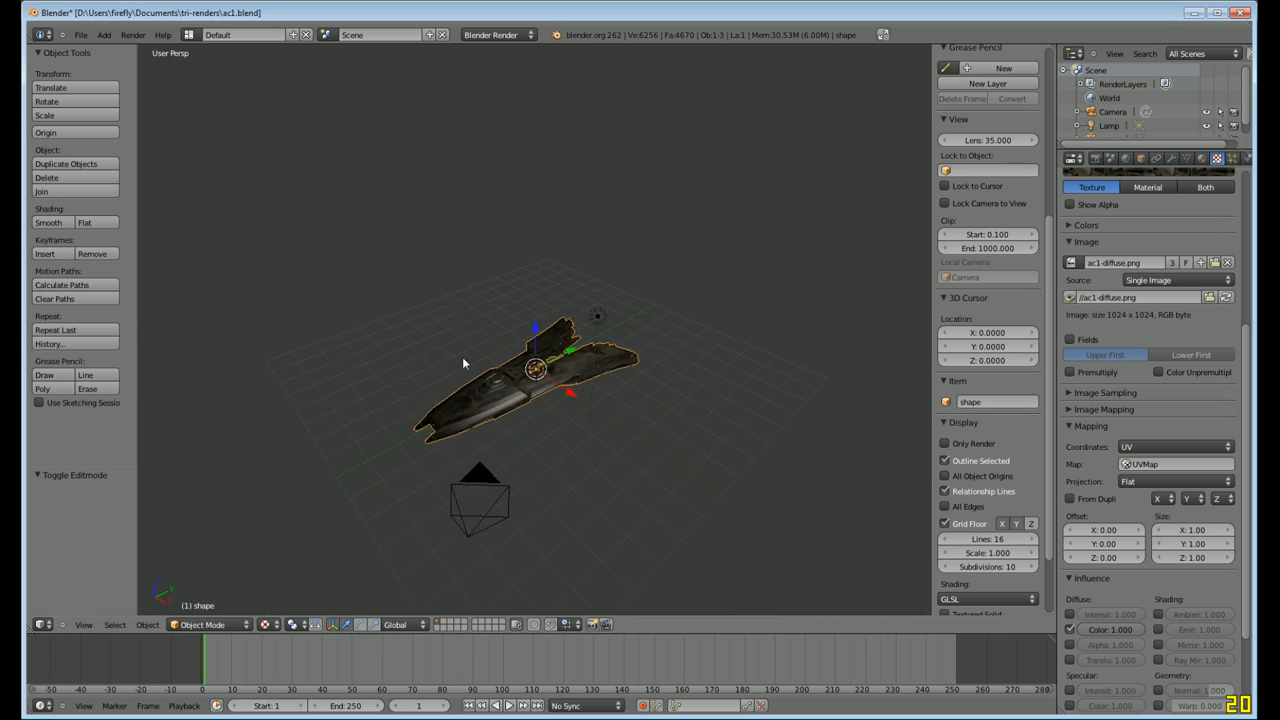 Blender* [D:\Users\firefly\Documents\tri-renders\ac1.blend]
File Add Render Help Default Scene Blender Render blender.org 262 | Ve:6256 | Fa:4670 | Ob:1-3 | La:1 | Mem:30.53M (6.00M) | shape
Object Tools
Transform:
Translate
Rotate
Scale
Origin
Object:
Duplicate Objects
Delete
Join
Shading:
Smooth Flat
Keyframes:
Insert Remove
Motion Paths:
Calculate Paths
Clear Paths
Repeat:
Repeat Last
History...
Grease Pencil:
Draw Line
Poly Erase
Use Sketching Sessio
Toggle Editmode
User Persp
(1) shape
Grease Pencil
New
New Layer
Delete Frame Convert
View
Lens: 35.000
Lock to Object:
Lock to Cursor
Lock Camera to View
Clip:
Start: 0.100
End: 1000.000
Local Camera:
Camera
3D Cursor
Location:
X: 0.0000
Y: 0.0000
Z: 0.0000
Item
shape
Display
Only Render
Outline Selected
All Object Origins
Relationship Lines
All Edges
Grid Floor X Y Z
Lines: 16
Scale: 1.000
Subdivisions: 10
Shading:
GLSL
Textured Solid
View Search All Scenes
Scene
RenderLayers
World
Camera
Lamp
Texture Material Both
Show Alpha
Colors
Image
ac1-diffuse.png 3 F
Source: Single Image
//ac1-diffuse.png
Image: size 1024 x 1024, RGB byte
Fields
Upper First Lower First
Premultiply Color Unpremultipl
Image Sampling
Image Mapping
Mapping
Coordinates: UV
Map: UVMap
Projection: Flat
From Dupli X Y Z
Offset: Size:
X: 0.00 X: 1.00
Y: 0.00 Y: 1.00
Z: 0.00 Z: 1.00
Influence
Diffuse: Shading:
Intensit: 1.000 Ambien: 1.000
Color: 1.000 Emit: 1.000
Alpha: 1.000 Mirror: 1.000
Translu: 1.000 Ray Mir: 1.000
Specular: Geometry:
Intensit: 1.000 Normal: 1.000
Color: 1.000 Warp: 0.000
20
View Select Object Object Mode Global
-50 -40 -30 -20 -10 0 10 20 30 40 50 60 70 80 90 100 110 120 130 140 150 160 170 180 190 200 210 220 230 240 250 260 270 280
View Marker Frame Playback Start: 1 End: 250 1 No Sync